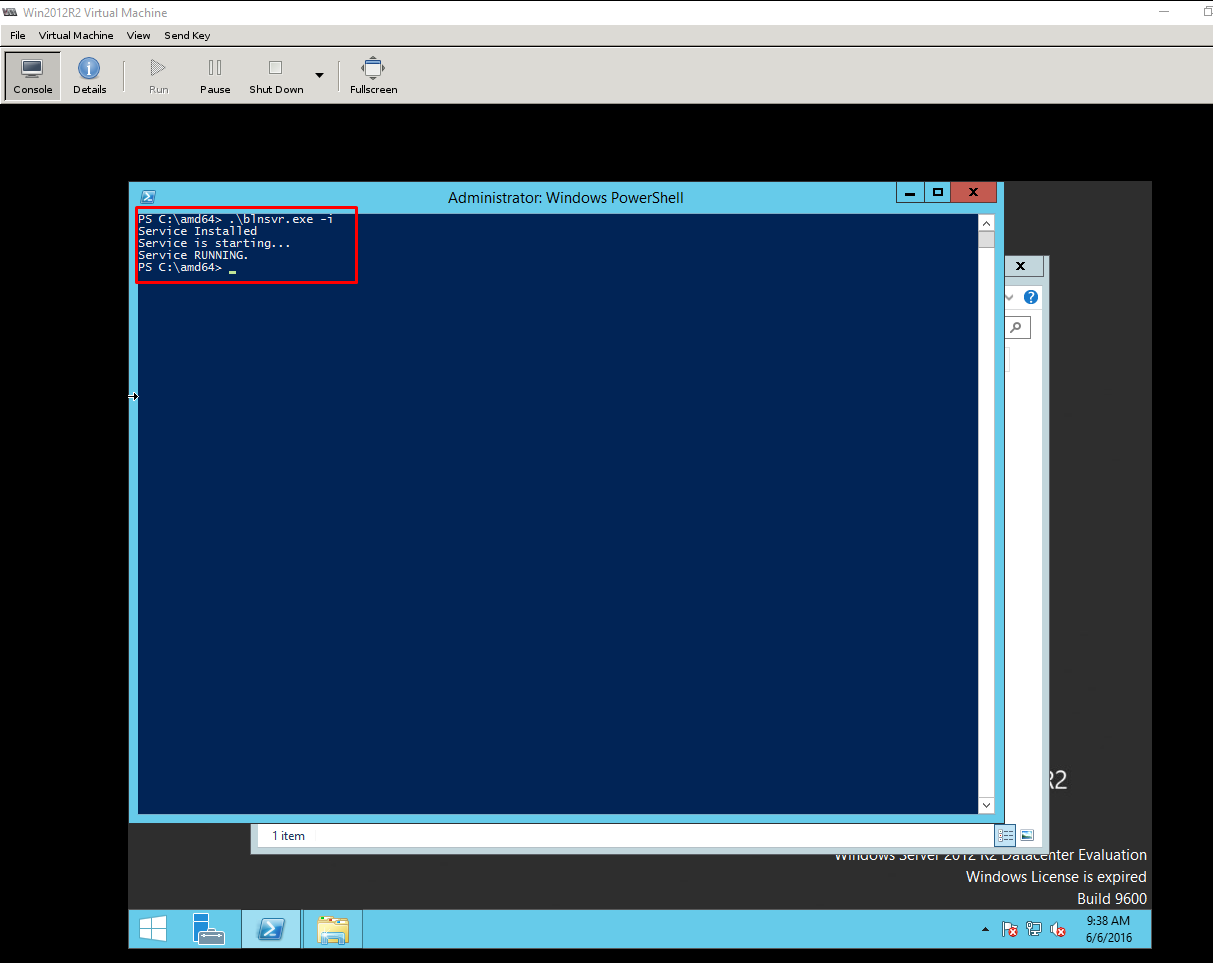 Win2012R2 Virtual Machine
File Virtual Machine View Send Key
Console Details Run Pause Shut Down Fullscreen
Administrator: Windows PowerShell
PS C:\amd64> .\blnsvr.exe -i
Service Installed
Service is starting...
Service RUNNING.
PS C:\amd64> _
R2
1 item
Windows Server 2012 R2 Datacenter Evaluation
Windows License is expired
Build 9600
9:38 AM
6/6/2016